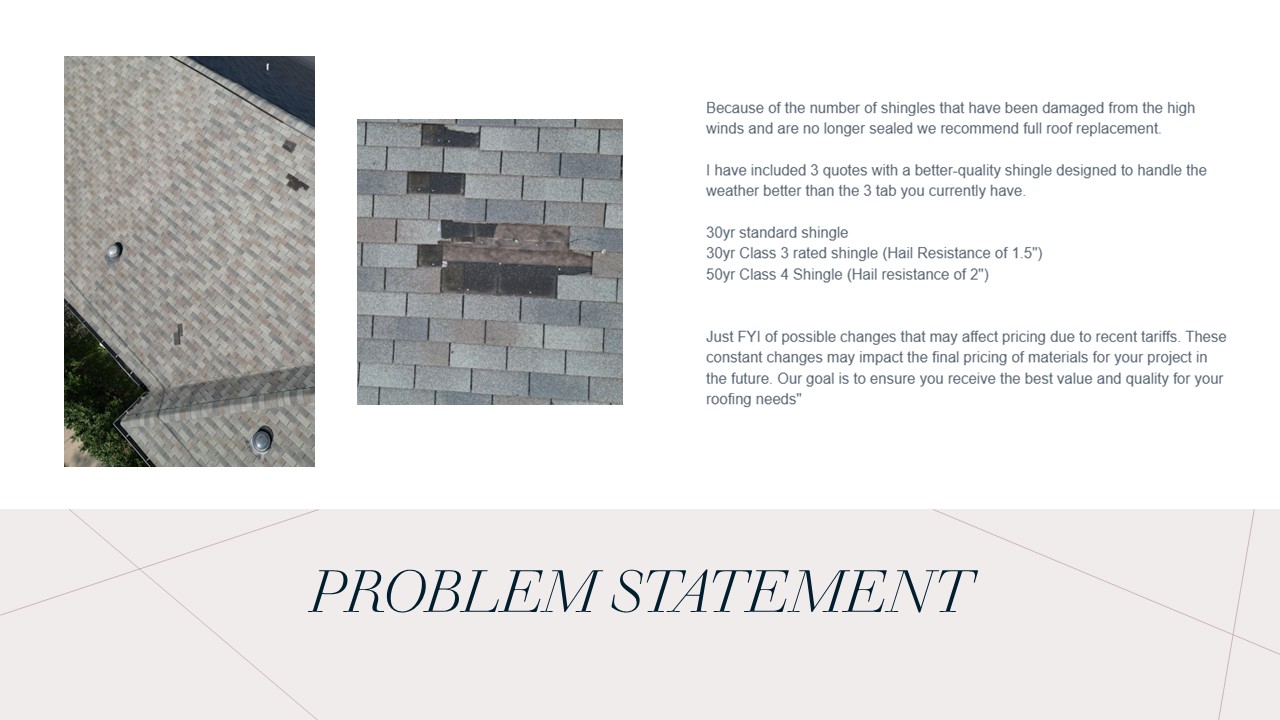 Because of the number of shingles that have been damaged from the high
winds and are no longer sealed we recommend full roof replacement.
I have included 3 quotes with a better-quality shingle designed to handle the
weather better than the 3 tab you currently have.
30yr standard shingle
30yr Class 3 rated shingle (Hail Resistance of 1.5")
50yr Class 4 Shingle (Hail resistance of 2")
Just FYI of possible changes that may affect pricing due to recent tariffs. These
constant changes may impact the final pricing of materials for your project in
the future. Our goal is to ensure you receive the best value and quality for your
roofing needs"
PROBLEM STATEMENT